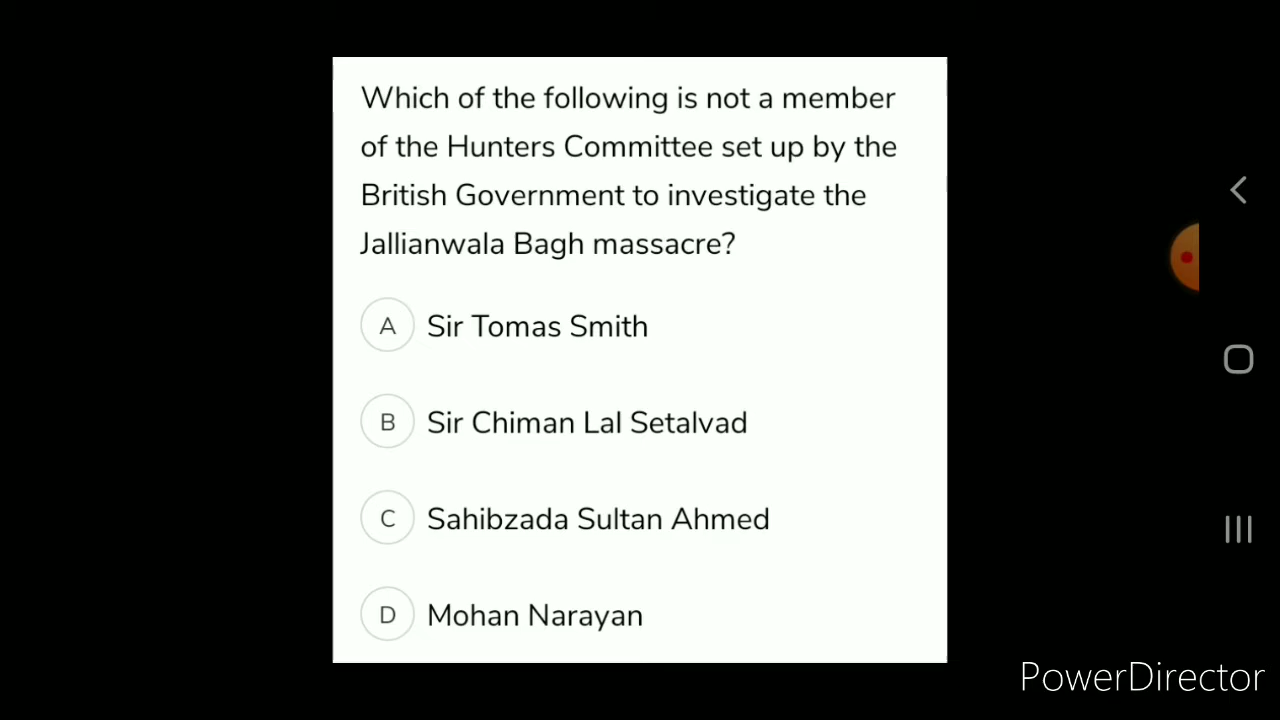 Which of the following is not a member
of the Hunters Committee set up by the
British Government to investigate the
Jallianwala Bagh massacre?
A Sir Tomas Smith
B Sir Chiman Lal Setalvad
C Sahibzada Sultan Ahmed
D Mohan Narayan
PowerDirector